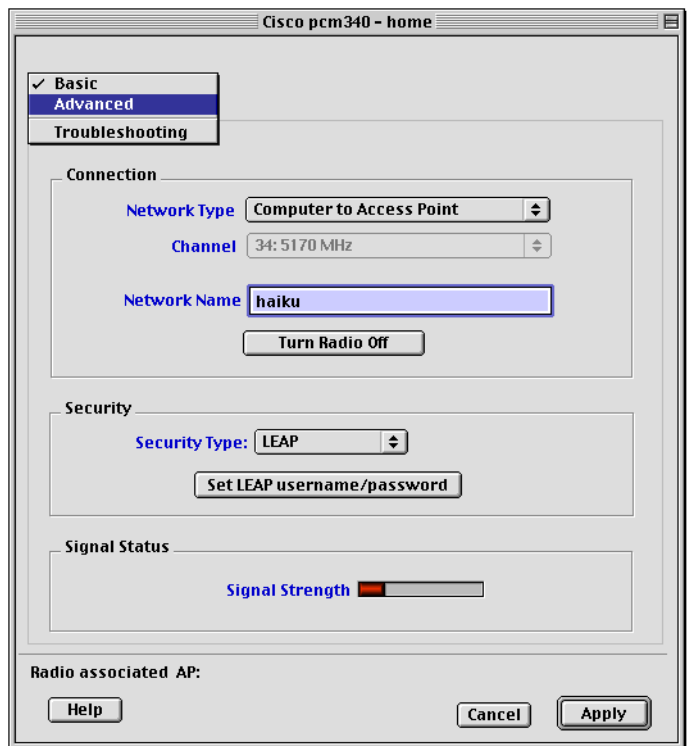 Cisco pcm340 - home
✓ Basic
Advanced
Troubleshooting
Connection
Network Type Computer to Access Point
Channel 34: 5170 MHz
Network Name haiku
Turn Radio Off
Security
Security Type: LEAP
Set LEAP username/password
Signal Status
Signal Strength
Radio associated AP:
Help Cancel Apply